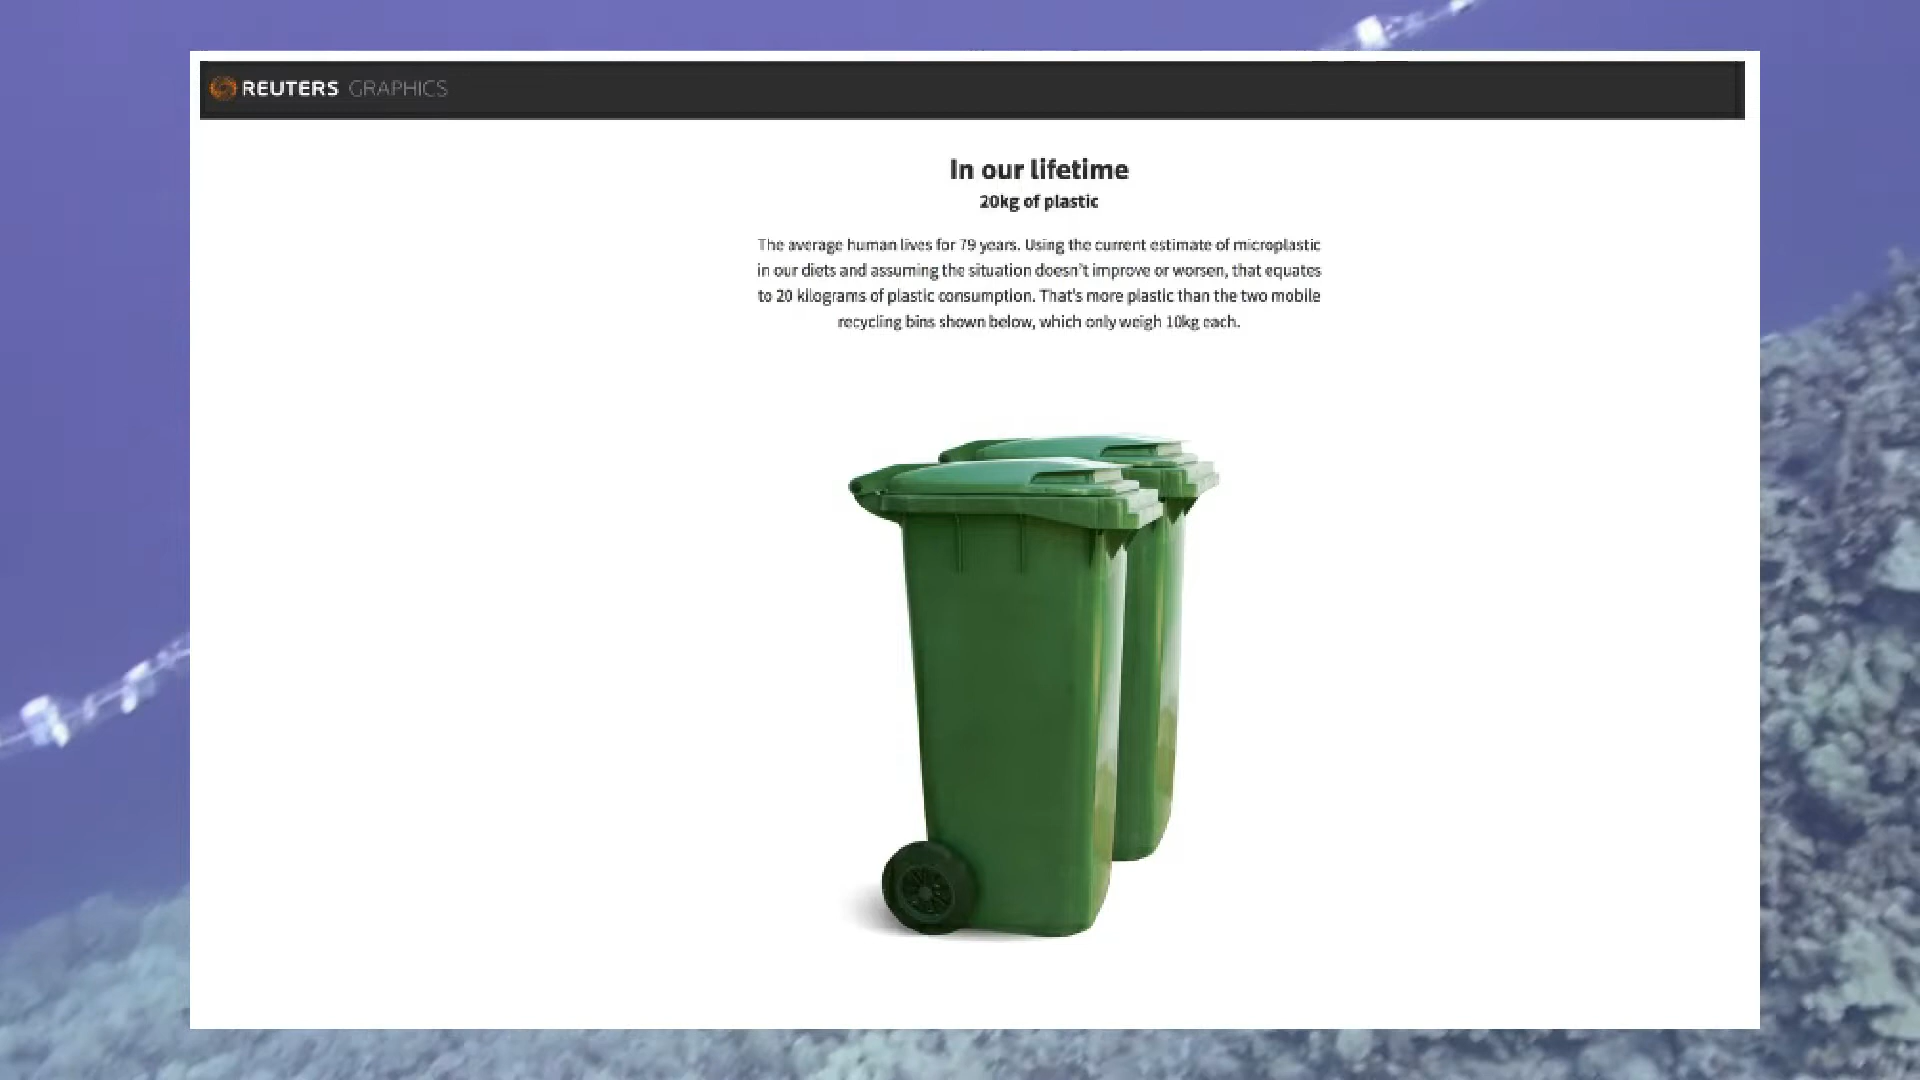 REUTERS GRAPHICS
In our lifetime
20kg of plastic
The average human lives for 79 years. Using the current estimate of microplastic
in our diets and assuming the situation doesn't improve or worsen, that equates
to 20 kilograms of plastic consumption. That's more plastic than the two mobile
recycling bins shown below, which only weigh 10kg each.